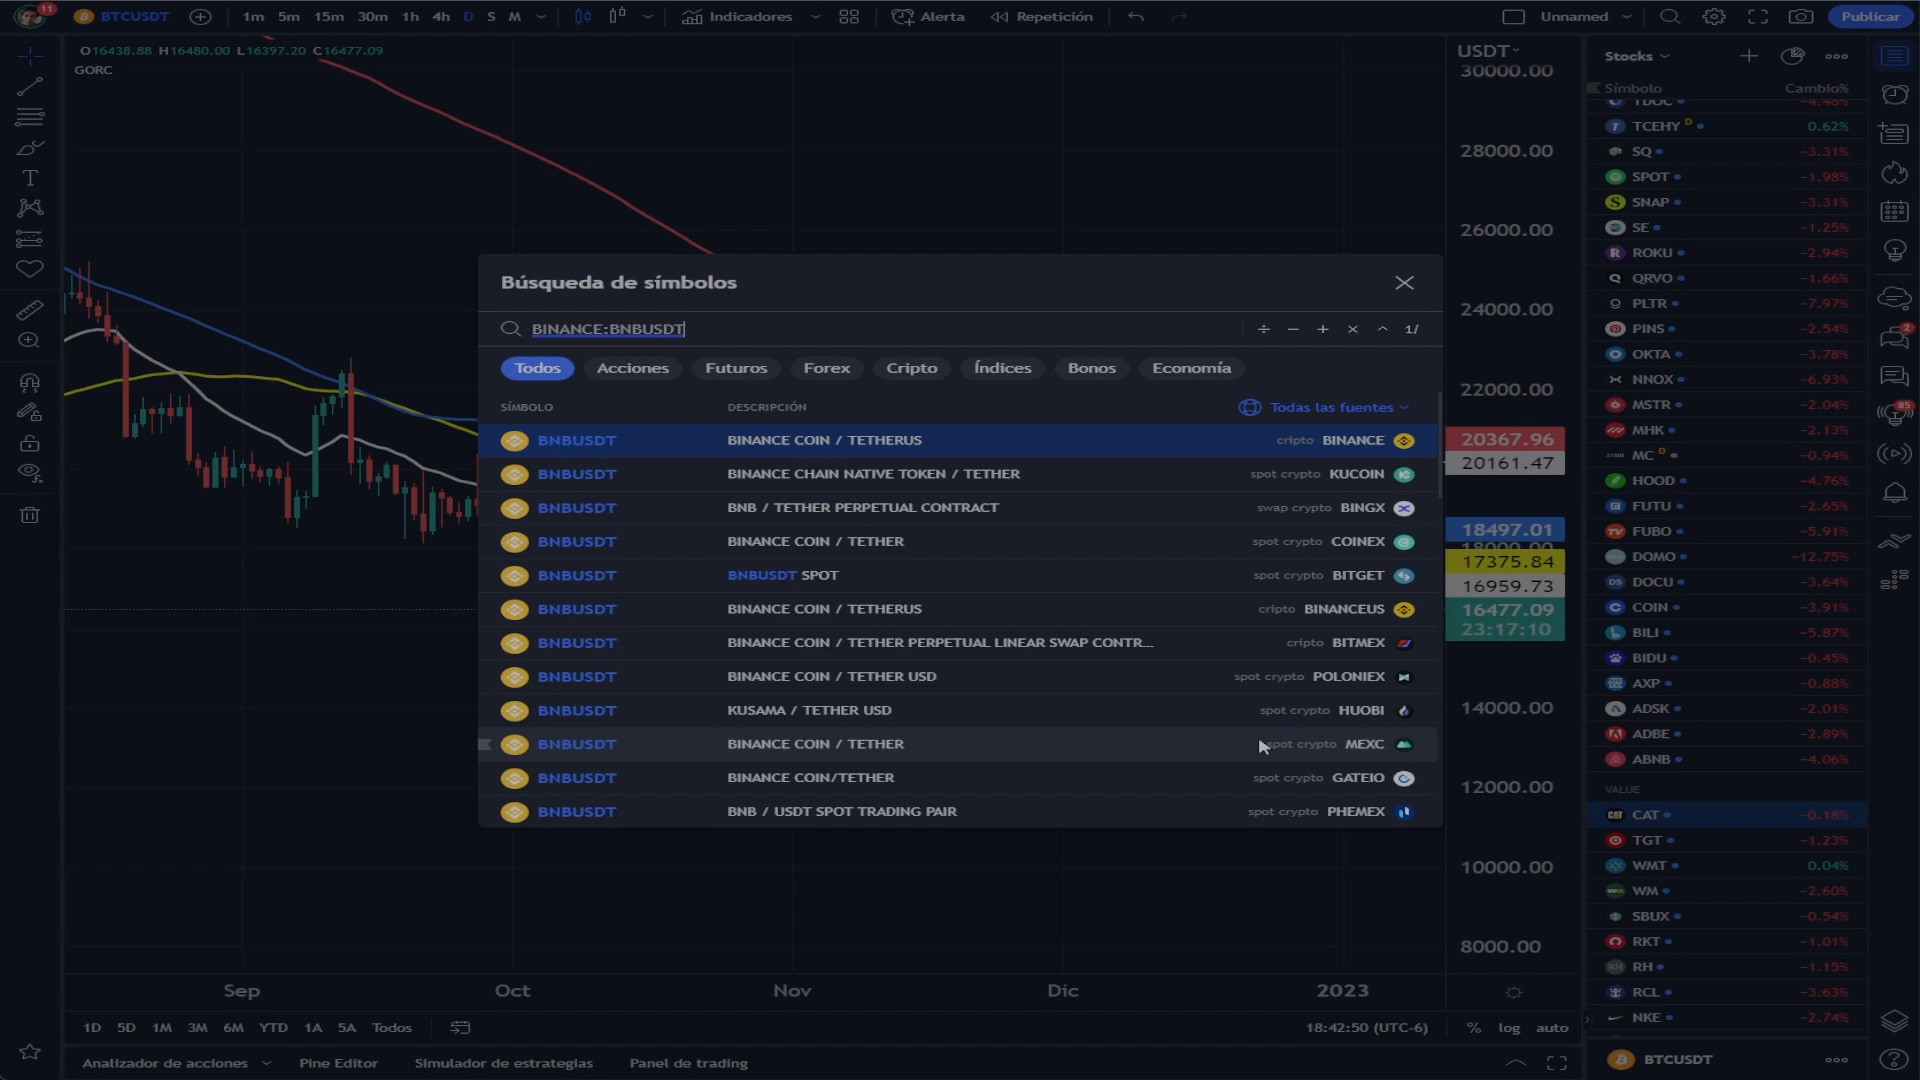 11
BTCUSDT
1m 5m 15m 30m 1h 4h D S M
Indicadores
Alerta
Repetición
Unnamed
Publicar
O16438.88 H16480.00 L16397.20 C16477.09
GORC
USDT
30000.00
28000.00
26000.00
24000.00
22000.00
20367.96
20161.47
18497.01
18000.00
17375.84
16959.73
16477.09
23:17:10
14000.00
12000.00
10000.00
8000.00
Búsqueda de símbolos
BINANCE:BNBUSDT
÷ − + × ^ 1/
Todos Acciones Futuros Forex Cripto Índices Bonos Economía
SÍMBOLO DESCRIPCIÓN Todas las fuentes
BNBUSDT BINANCE COIN / TETHERUS cripto BINANCE
BNBUSDT BINANCE CHAIN NATIVE TOKEN / TETHER spot crypto KUCOIN
BNBUSDT BNB / TETHER PERPETUAL CONTRACT swap crypto BINGX
BNBUSDT BINANCE COIN / TETHER spot crypto COINEX
BNBUSDT BNBUSDT SPOT spot crypto BITGET
BNBUSDT BINANCE COIN / TETHERUS cripto BINANCEUS
BNBUSDT BINANCE COIN / TETHER PERPETUAL LINEAR SWAP CONTR... cripto BITMEX
BNBUSDT BINANCE COIN / TETHER USD spot crypto POLONIEX
BNBUSDT KUSAMA / TETHER USD spot crypto HUOBI
BNBUSDT BINANCE COIN / TETHER spot crypto MEXC
BNBUSDT BINANCE COIN/TETHER spot crypto GATEIO
BNBUSDT BNB / USDT SPOT TRADING PAIR spot crypto PHEMEX
Sep Oct Nov Dic 2023
1D 5D 1M 3M 6M YTD 1A 5A Todos
18:42:50 (UTC-6) % log auto
Analizador de acciones Pine Editor Simulador de estrategias Panel de trading
Stocks
Símbolo Cambio%
TDOC −4.48%
TCEHY D 0.62%
SQ −3.31%
SPOT −1.98%
SNAP −3.31%
SE −1.25%
ROKU −2.94%
QRVO −1.66%
PLTR −7.97%
PINS −2.54%
OKTA −3.78%
NNOX −6.93%
MSTR −2.04%
MHK −2.13%
MC D −0.94%
HOOD −4.76%
FUTU −2.65%
FUBO −5.91%
DOMO −12.75%
DOCU −3.64%
COIN −3.91%
BILI −5.87%
BIDU −0.45%
AXP −0.88%
ADSK −2.01%
ADBE −2.89%
ABNB −4.06%
VALUE
CAT −0.18%
TGT −1.23%
WMT 0.04%
WM −2.60%
SBUX −0.54%
RKT −1.01%
RH −1.15%
RCL −3.63%
NKE −2.74%
BTCUSDT
2
85